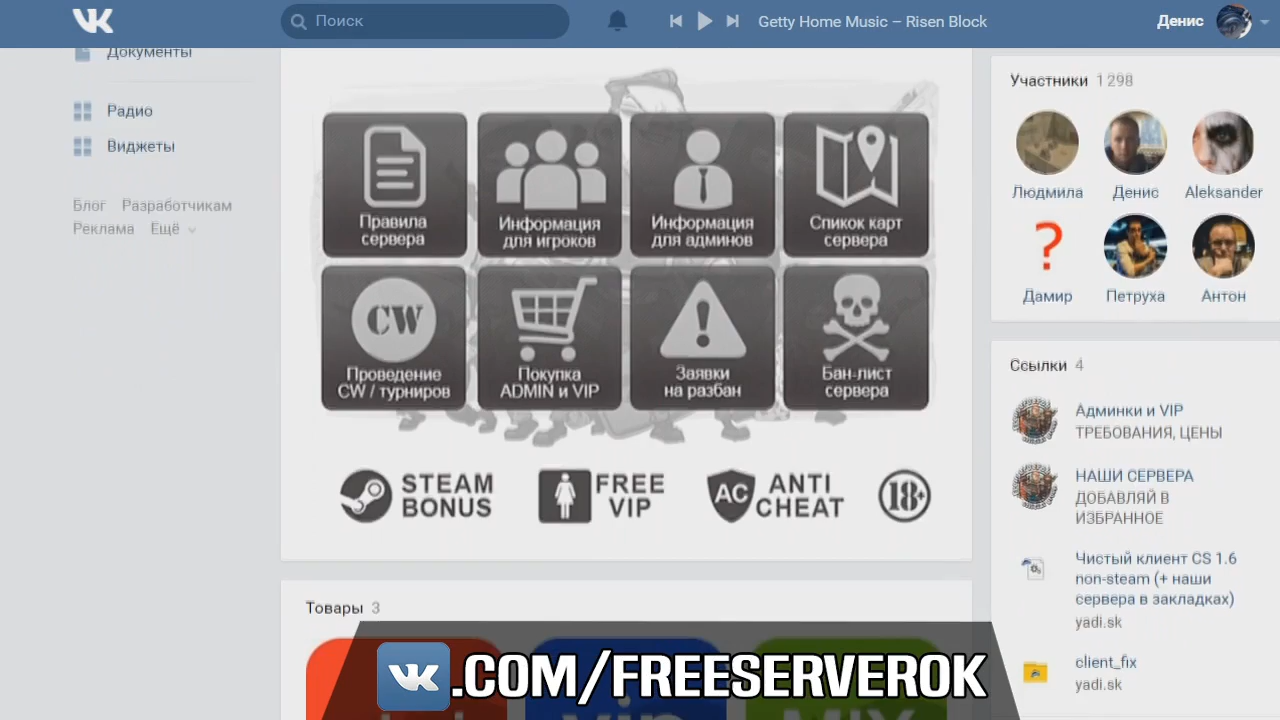 Поиск
Getty Home Music – Risen Block
Денис
Документы
Радио
Виджеты
Блог Разработчикам
Реклама Ещё
Правила
сервера
Информация
для игроков
Информация
для админов
Спикок карт
сервера
CW
Проведение
CW / турниров
Покупка
ADMIN и VIP
Заявки
на разбан
Бан-лист
сервера
STEAM
BONUS
FREE
VIP
AC
ANTI
CHEAT
18+
Товары 3
vip
MIX
Участники 1 298
Людмила
Денис
Aleksander
?
Дамир
Петруха
Антон
Ссылки 4
Админки и VIP
ТРЕБОВАНИЯ, ЦЕНЫ
НАШИ СЕРВЕРА
ДОБАВЛЯЙ В
ИЗБРАННОЕ
Чистый клиент CS 1.6
non-steam (+ наши
сервера в закладках)
yadi.sk
client_fix
yadi.sk
.COM/FREESERVEROK